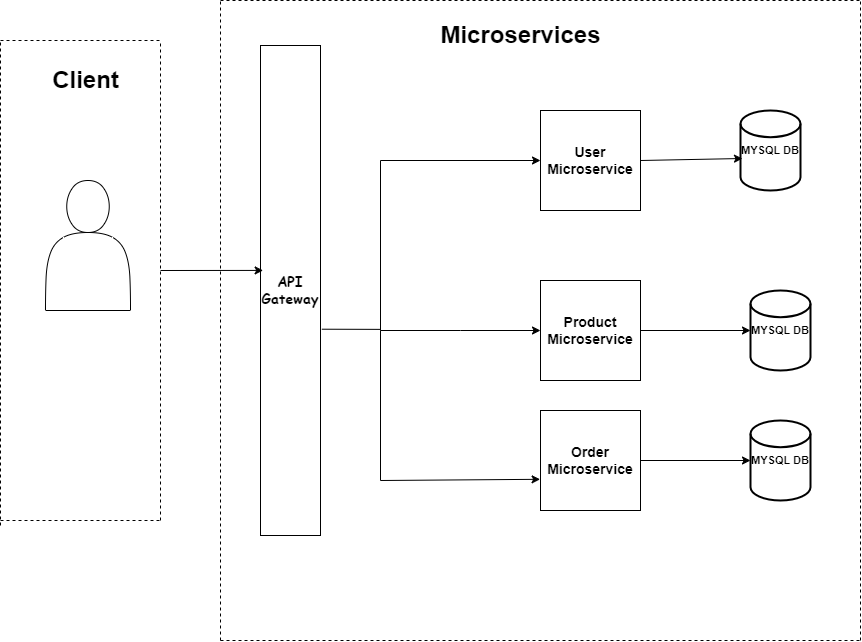 Microservices
Client
API
Gateway
User
Microservice
MYSQL DB
Product
Microservice
MYSQL DB
Order
Microservice
MYSQL DB